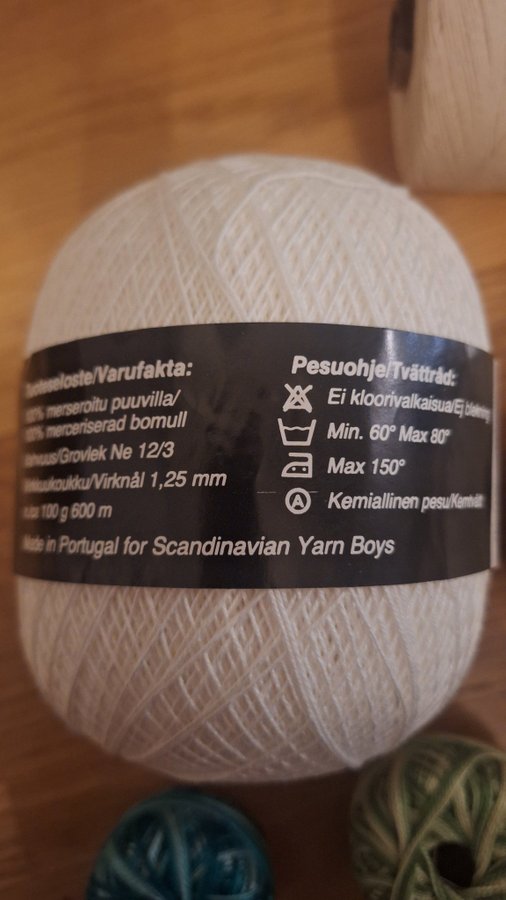 Tuoteseloste/Varufakta:
100% merseroitu puuvilla/
100% merceriserad bomull
Vahvuus/Grovlek Ne 12/3
Virkkuukoukku/Virknål 1,25 mm
n./ca 100 g 600 m
Made in Portugal for Scandinavian Yarn Boys
Pesuohje/Tvättråd:
Ei kloorivalkaisua/Ej
Min. 60° Max 80°
Max 150°
A Kemiallinen pesu/Kemtvätt